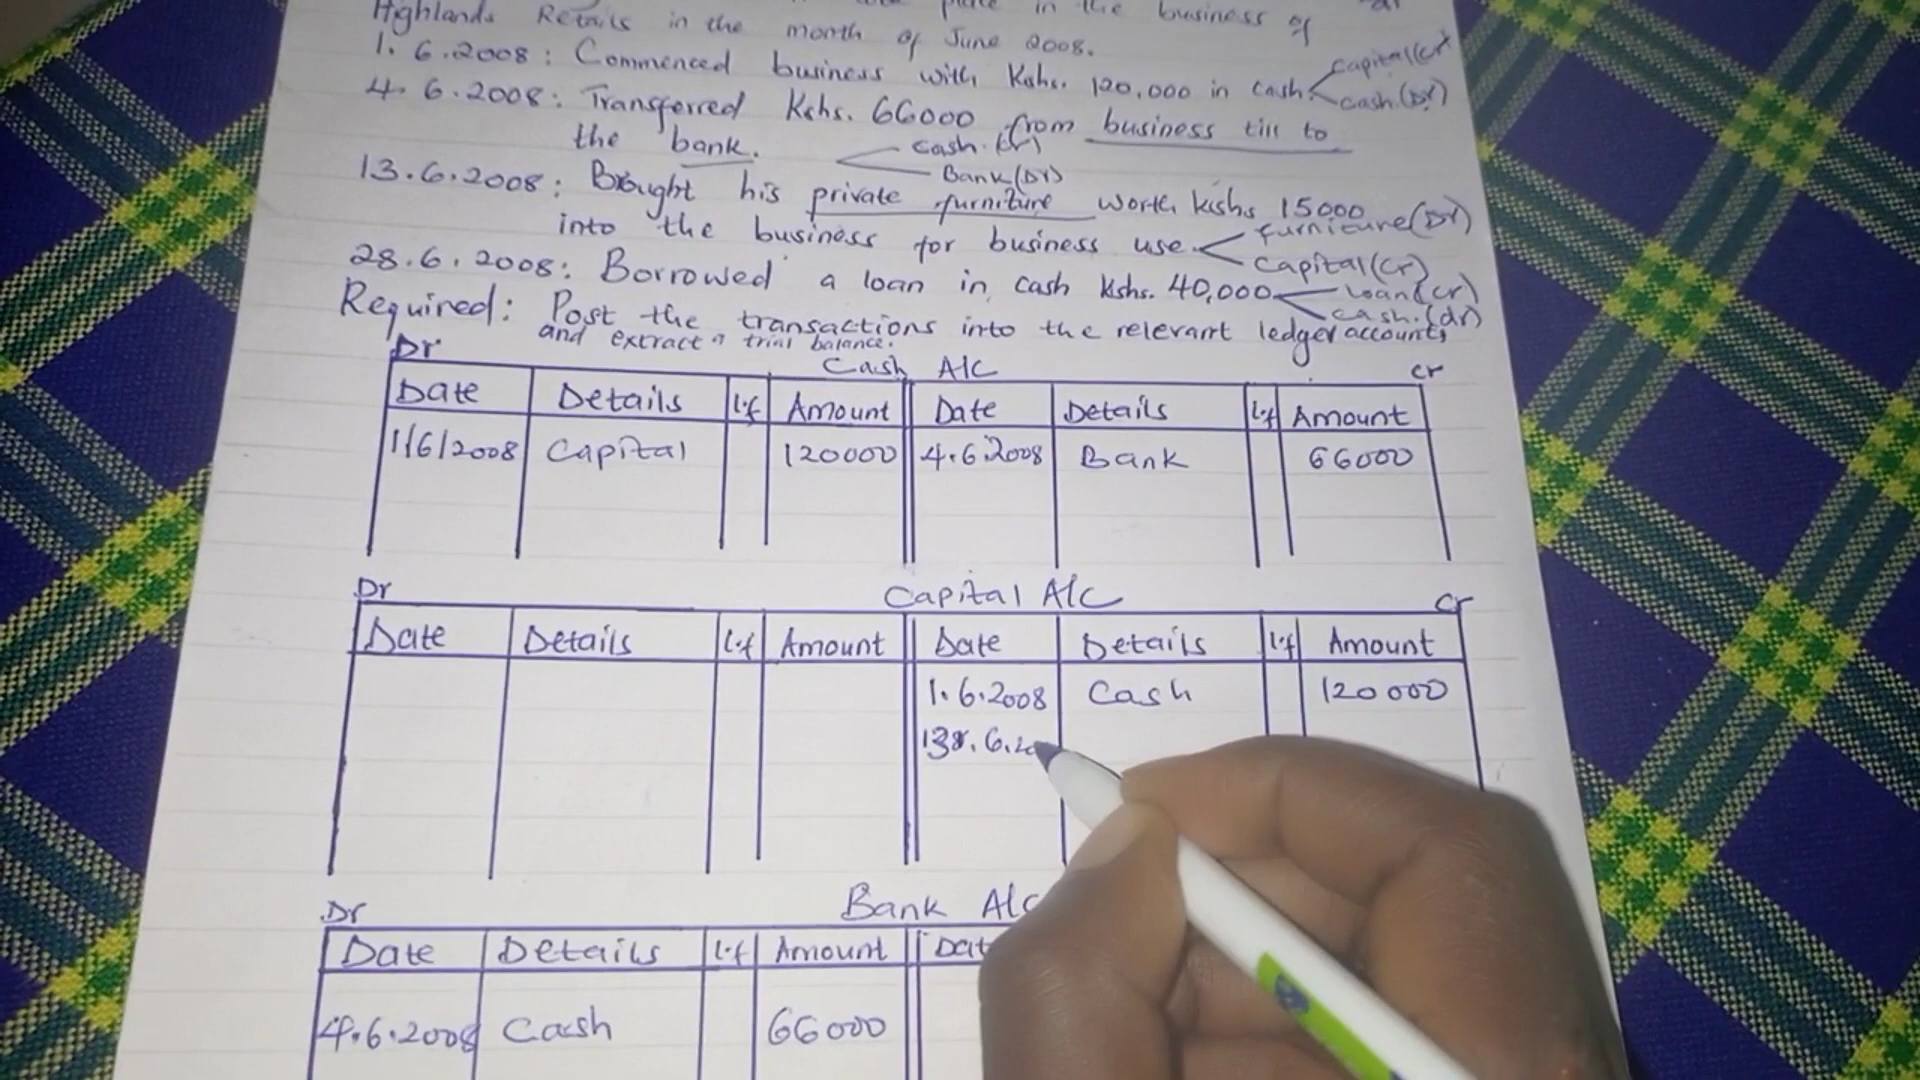 place in the business of
Highlands Retails in the month of June 2008.
1. 6.2008: Commenced business with Kshs. 120,000 in cash. capital(cr)
cash.(Dr)
4. 6.2008: Transferred Kshs. 66000 from business till to
the bank. cash.(cr)
Bank(Dr)
13.6.2008: Brought his private furniture worth kshs 15000
into the business for business use. furniture(Dr)
Capital(Cr)
28.6.2008: Borrowed a loan in cash kshs. 40,000 loan(cr)
cash.(dr)
Required: Post the transactions into the relevant ledger accounts
and extract a trial balance.
Dr Cash A/C cr
Date Details l.f Amount Date Details l.f Amount
1/6/2008 Capital 120000 4.6.2008 Bank 66000
Dr Capital A/C cr
Date Details l.f Amount Date Details l.f Amount
1.6.2008 Cash 120000
Dr Bank A/c
Date Details l.f Amount Dat
4.6.2008 Cash 66000